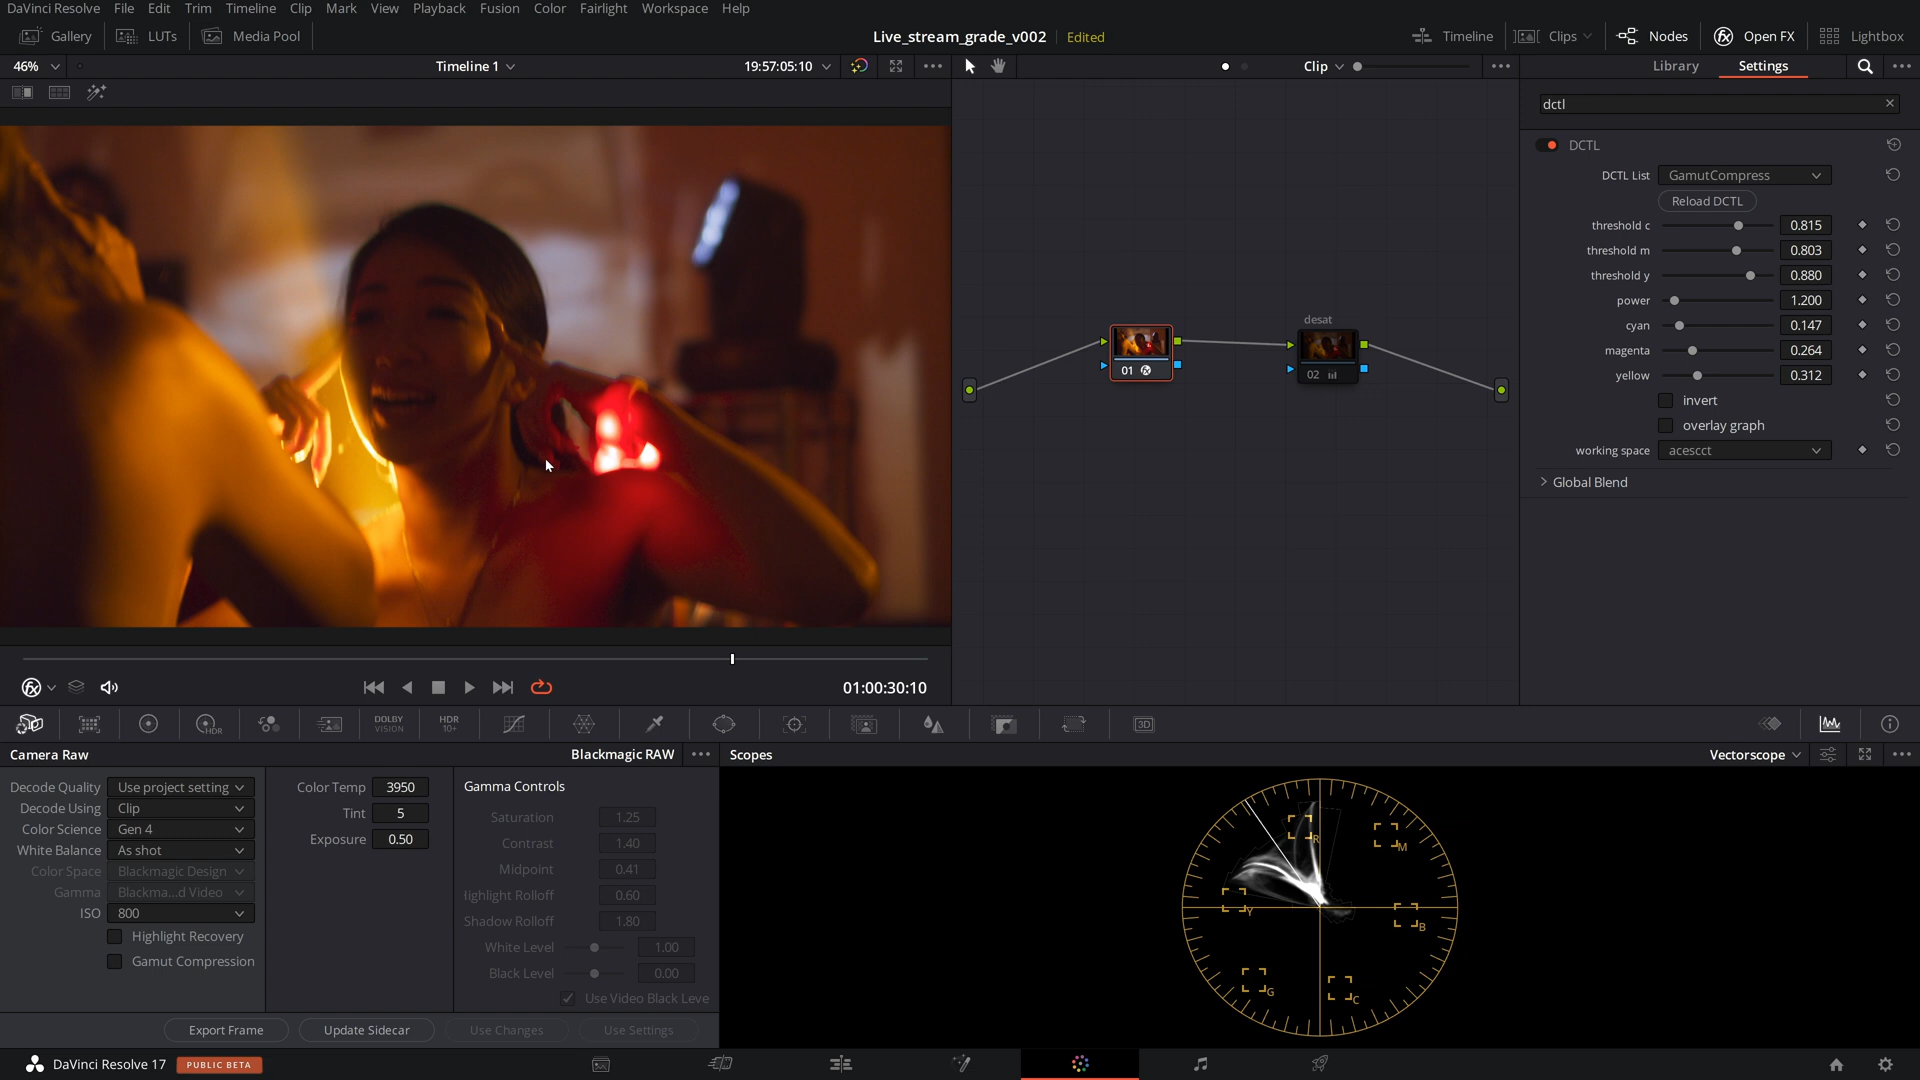 DaVinci Resolve File Edit Trim Timeline Clip Mark View Playback Fusion Color Fairlight Workspace Help
Gallery LUTs Media Pool Live_stream_grade_v002 Edited Timeline Clips Nodes Open FX Lightbox
46% Timeline 1 19:57:05:10 Clip Library Settings
dctl
DCTL
DCTL List GamutCompress
Reload DCTL
threshold c 0.815
threshold m 0.803
threshold y 0.880
power 1.200
cyan 0.147
magenta 0.264
yellow 0.312
invert
overlay graph
working space acescct
Global Blend
desat
01
02
01:00:30:10
HDR
DOLBY VISION
HDR 10+
3D
Camera Raw Blackmagic RAW
Decode Quality Use project setting
Decode Using Clip
Color Science Gen 4
White Balance As shot
Color Space Blackmagic Design
Gamma Blackma...d Video
ISO 800
Highlight Recovery
Gamut Compression
Color Temp 3950
Tint 5
Exposure 0.50
Gamma Controls
Saturation 1.25
Contrast 1.40
Midpoint 0.41
Highlight Rolloff 0.60
Shadow Rolloff 1.80
White Level 1.00
Black Level 0.00
Use Video Black Leve
Export Frame Update Sidecar Use Changes Use Settings
Scopes Vectorscope
R
M
Y
B
G
C
DaVinci Resolve 17 PUBLIC BETA